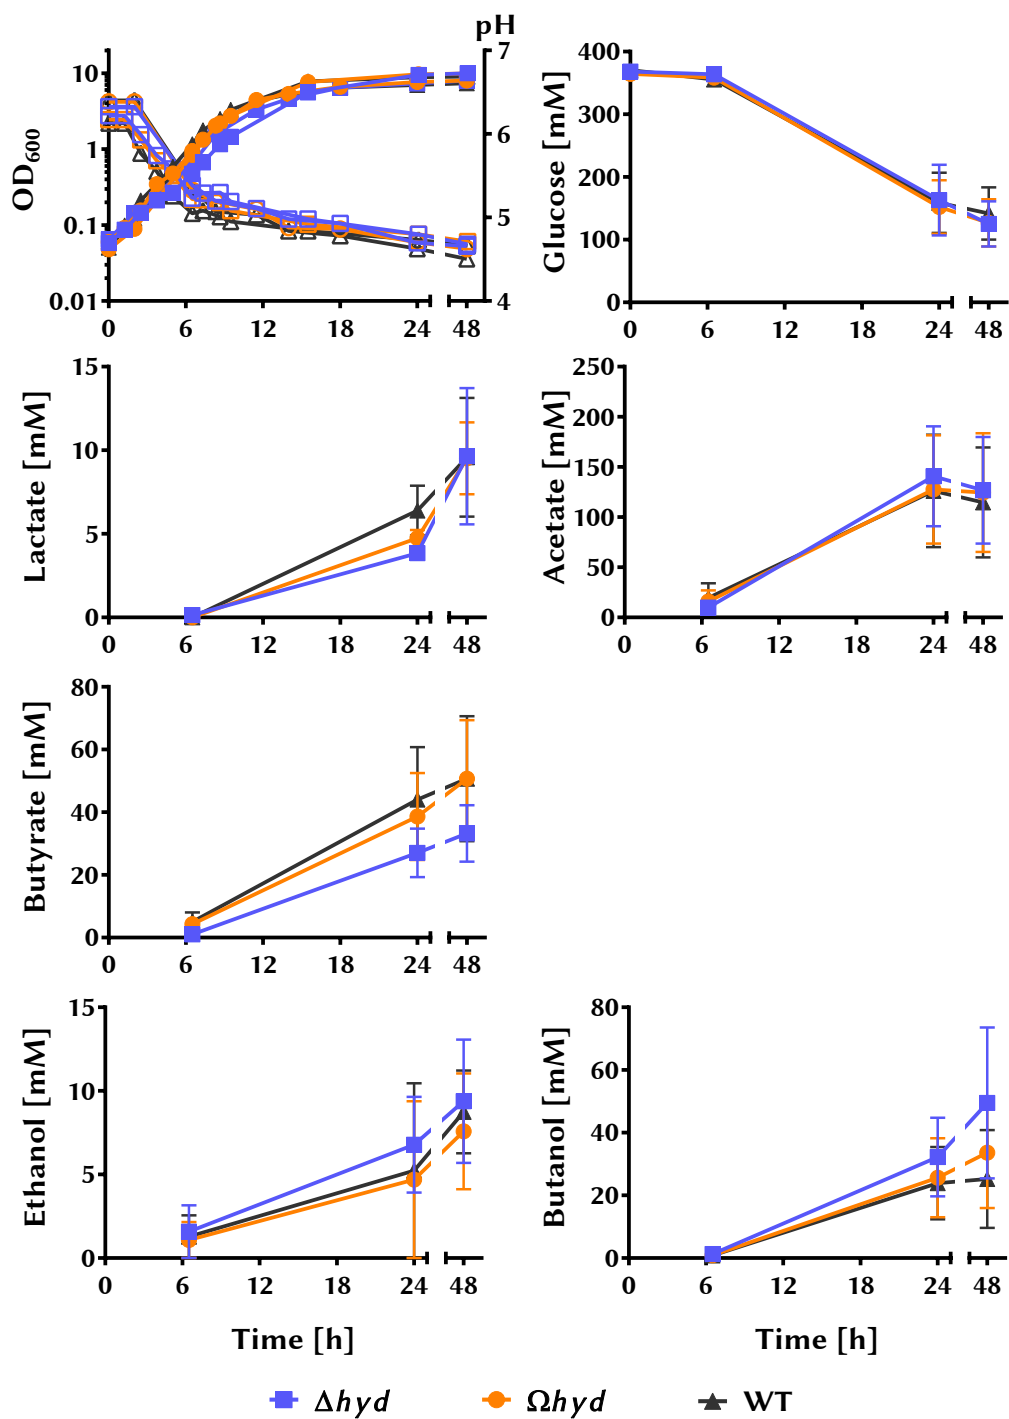 pH
OD600
10
1
0.1
0.01
7
6
5
4
0 6 12 18 24 48
Glucose [mM]
400
300
200
100
0
0 6 12 18 24 48
Lactate [mM]
15
10
5
0
0 6 12 18 24 48
Acetate [mM]
250
200
150
100
50
0
0 6 12 18 24 48
Butyrate [mM]
80
60
40
20
0
0 6 12 18 24 48
Ethanol [mM]
15
10
5
0
0 6 12 18 24 48
Time [h]
Butanol [mM]
80
60
40
20
0
0 6 12 18 24 48
Time [h]
Δhyd Ωhyd WT